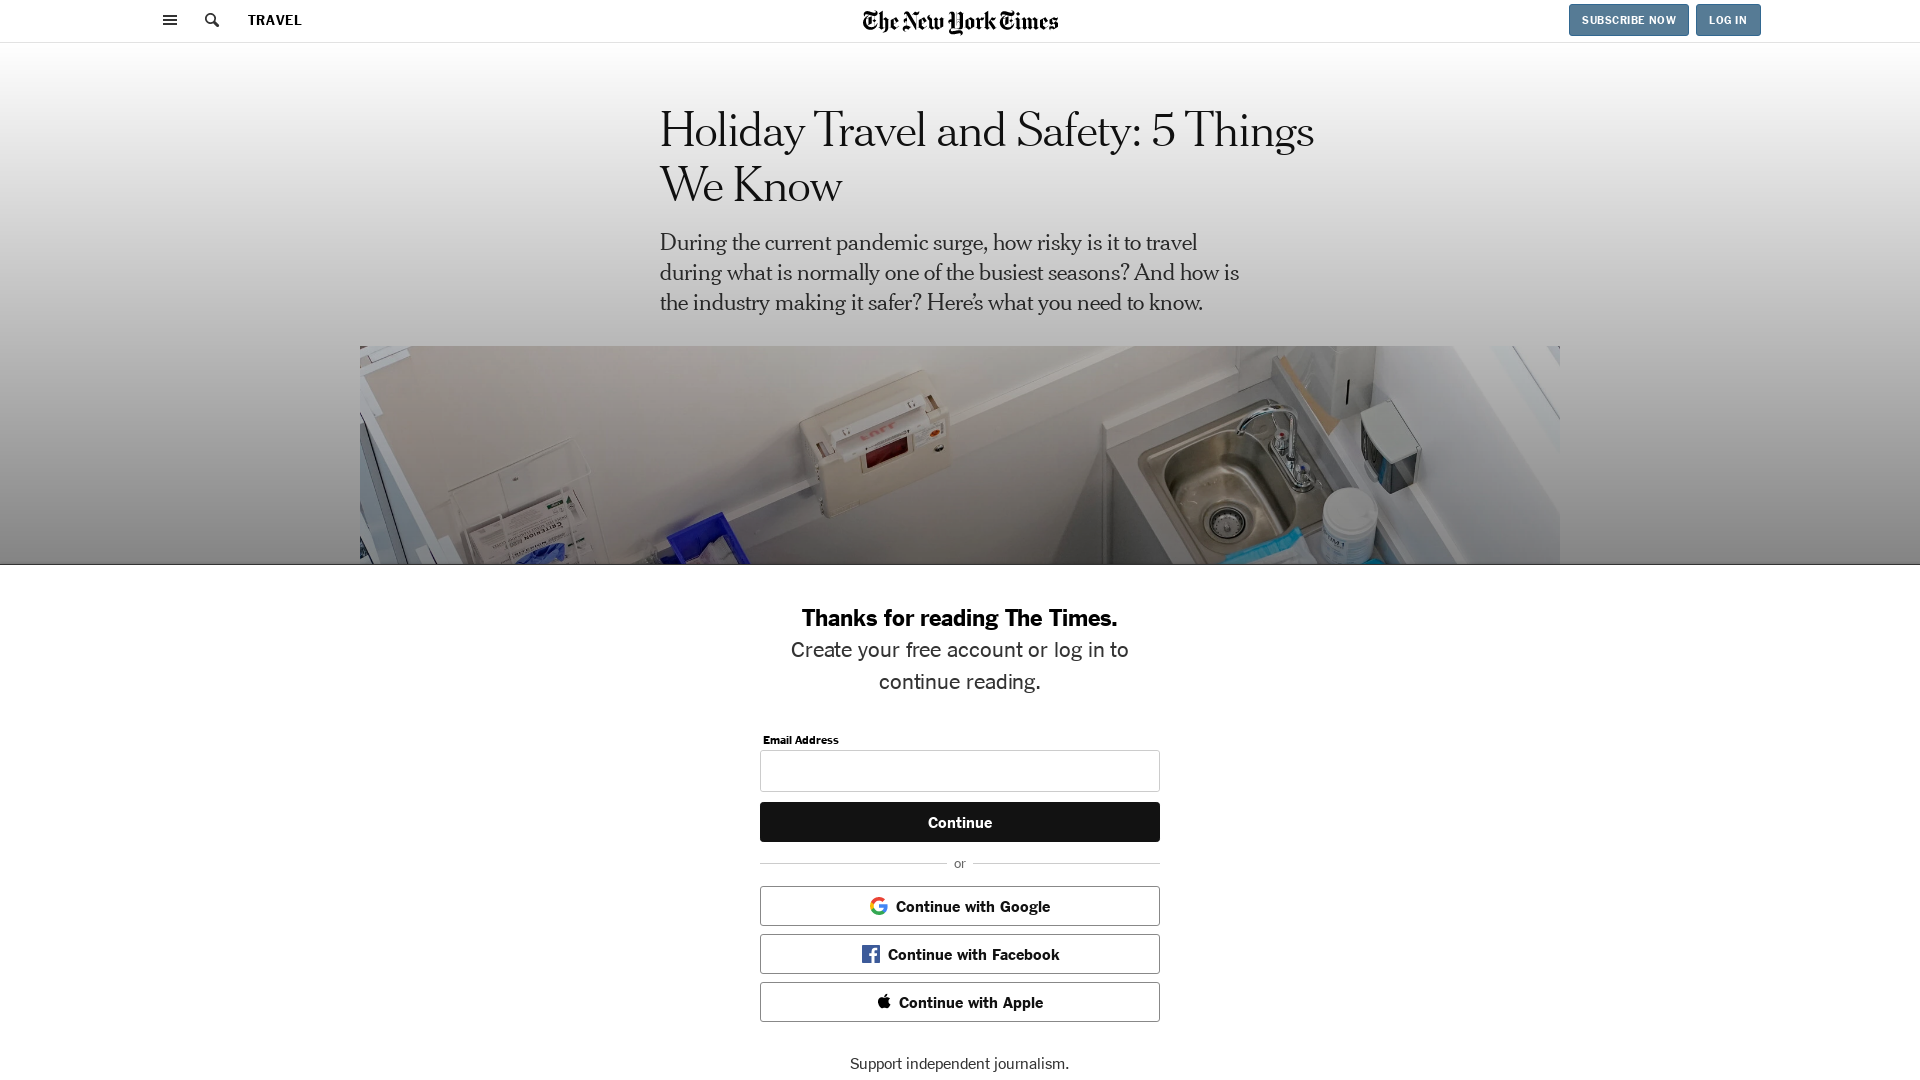 TRAVEL
The New York Times
SUBSCRIBE NOW
LOG IN
Holiday Travel and Safety: 5 Things
We Know
During the current pandemic surge, how risky is it to travel
during what is normally one of the busiest seasons? And how is
the industry making it safer? Here’s what you need to know.
CRITERION
Thanks for reading The Times.
Create your free account or log in to
continue reading.
Email Address
Continue
or
Continue with Google
Continue with Facebook
Continue with Apple
Support independent journalism.